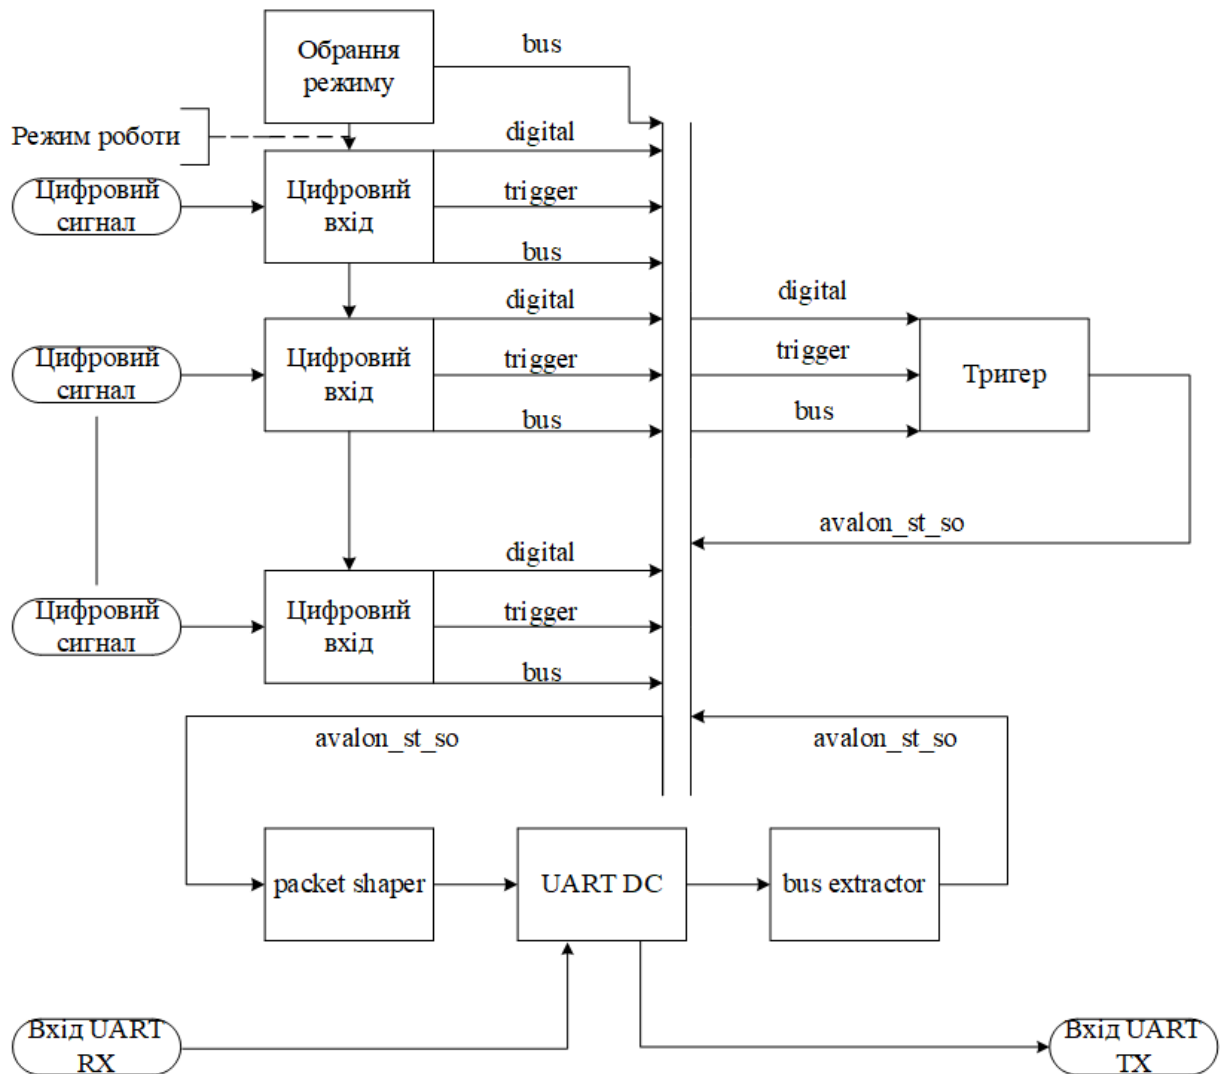 Обрання
режиму
bus
Режим роботи
digital
Цифровий
сигнал
Цифровий
вхід
trigger
bus
digital
digital
Цифровий
сигнал
Цифровий
вхід
trigger
trigger
Тригер
bus
bus
avalon_st_so
digital
Цифровий
сигнал
Цифровий
вхід
trigger
bus
avalon_st_so
avalon_st_so
packet shaper
UART DC
bus extractor
Вхід UART
RX
Вхід UART
TX